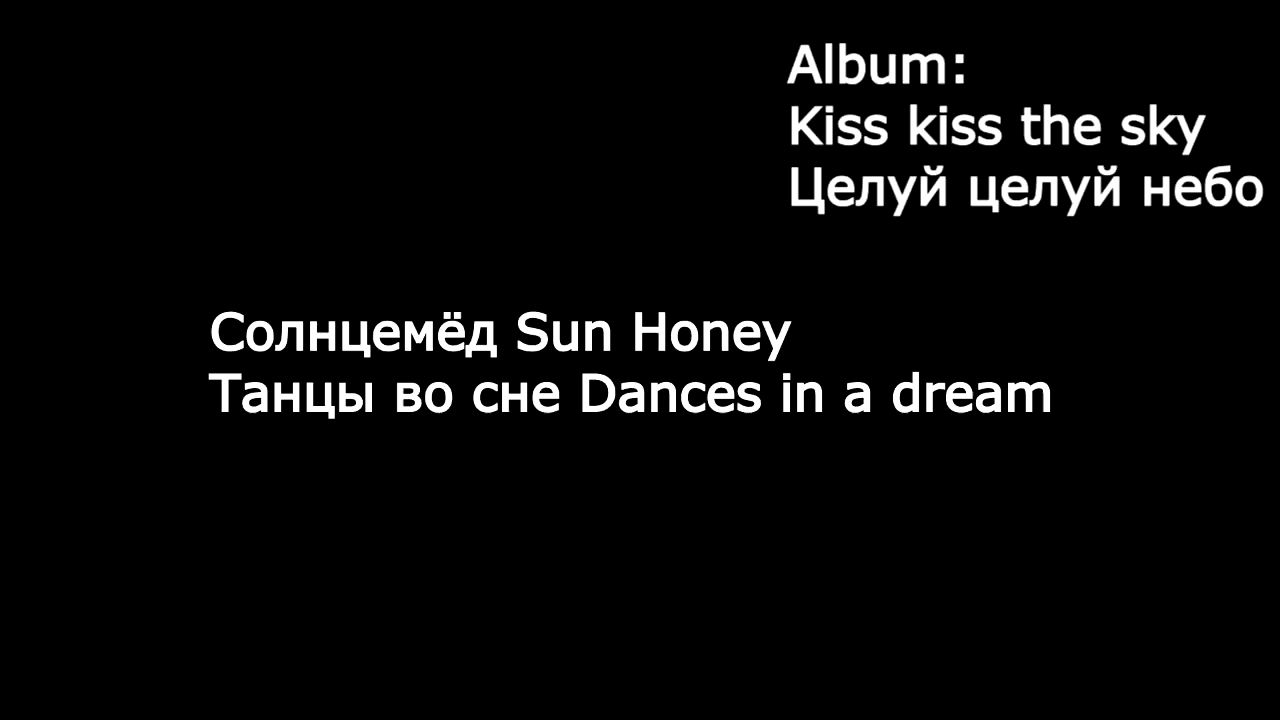 Album:
Kiss kiss the sky
Целуй целуй небо
Солнцемёд Sun Honey
Танцы во сне Dances in a dream